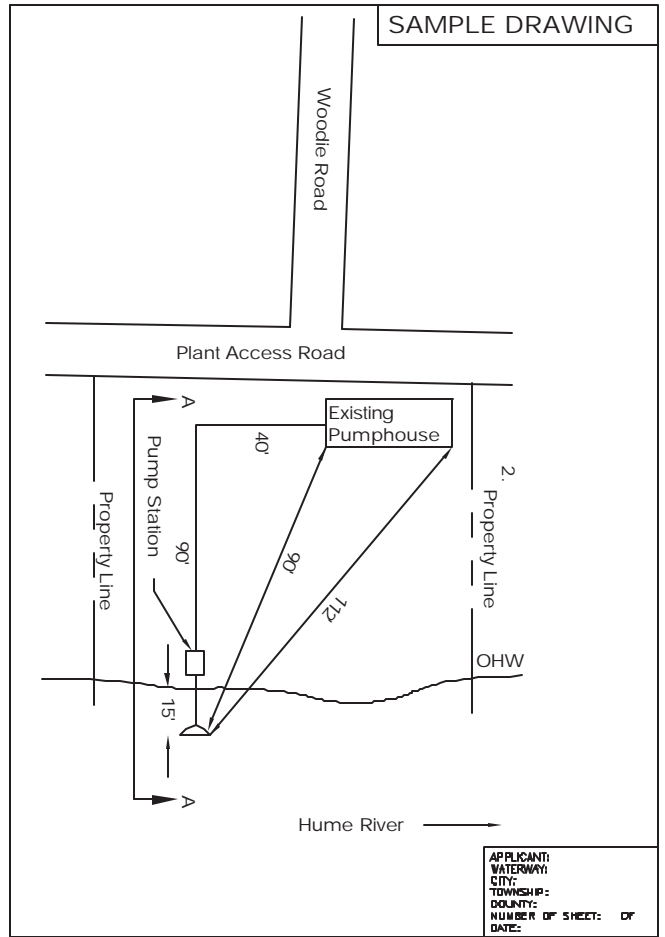 SAMPLE DRAWING
Woodie Road
Plant Access Road
A
Existing
Pumphouse
40'
Pump Station
2. Property Line
Property Line
90'
90'
112'
OHW
15'
A
Hume River
APPLICANT:
WATERWAY:
CITY:
TOWNSHIP:
COUNTY:
NUMBER OF SHEET: OF
DATE: